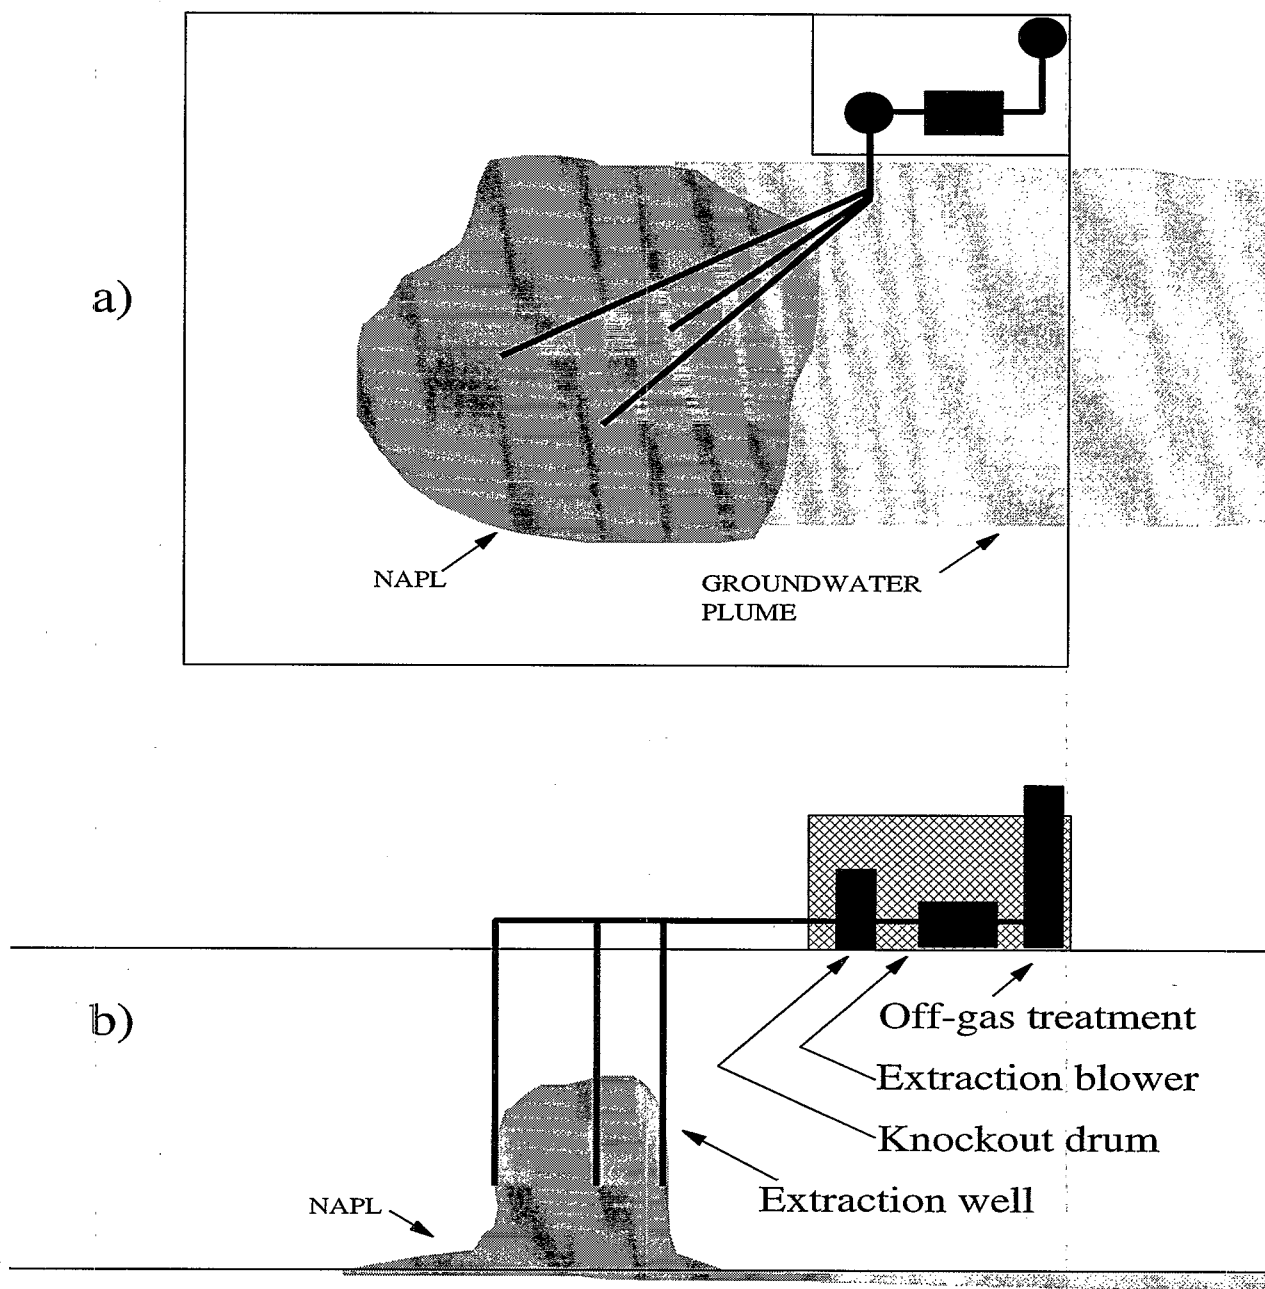 a)
NAPL
GROUNDWATER
PLUME
b)
Off-gas treatment
Extraction blower
Knockout drum
Extraction well
NAPL